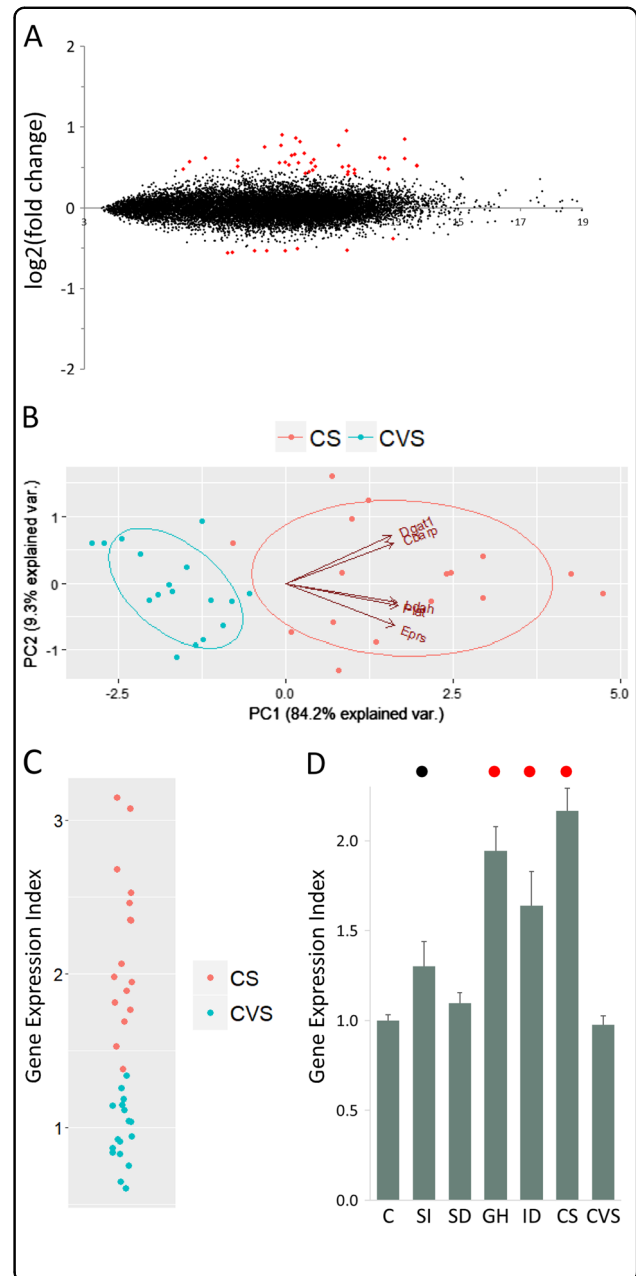 A
2
1
0
-1
-2
log2(fold change)
3
15
17
19
B
CS CVS
1
0
-1
PC2 (9.3% explained var.)
Dgat1
Cbarp
Ldah
Plat
Eprs
-2.5
0.0
2.5
5.0
PC1 (84.2% explained var.)
C
3
2
1
Gene Expression Index
CS
CVS
D
2.0
1.5
1.0
0.5
0.0
Gene Expression Index
C SI SD GH ID CS CVS